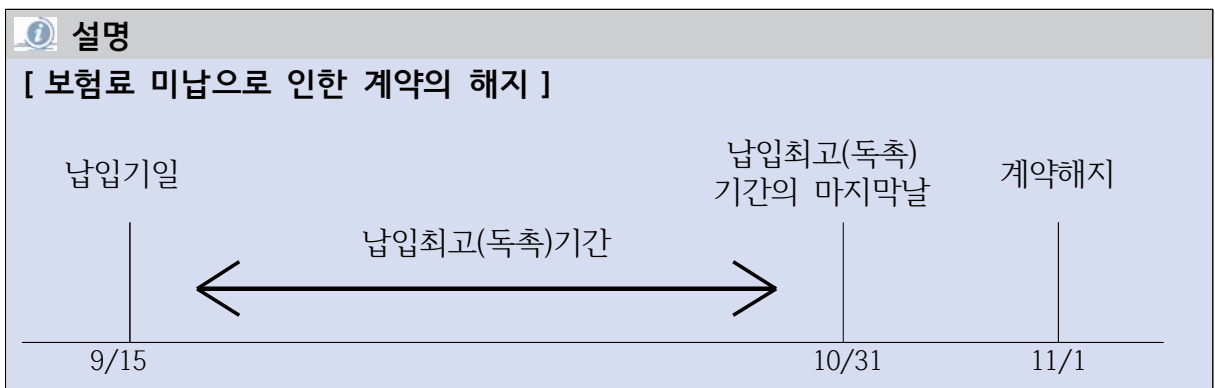 설명
[ 보험료 미납으로 인한 계약의 해지 ]
납입기일
납입최고(독촉)
기간의 마지막날
계약해지
납입최고(독촉)기간
9/15
10/31
11/1